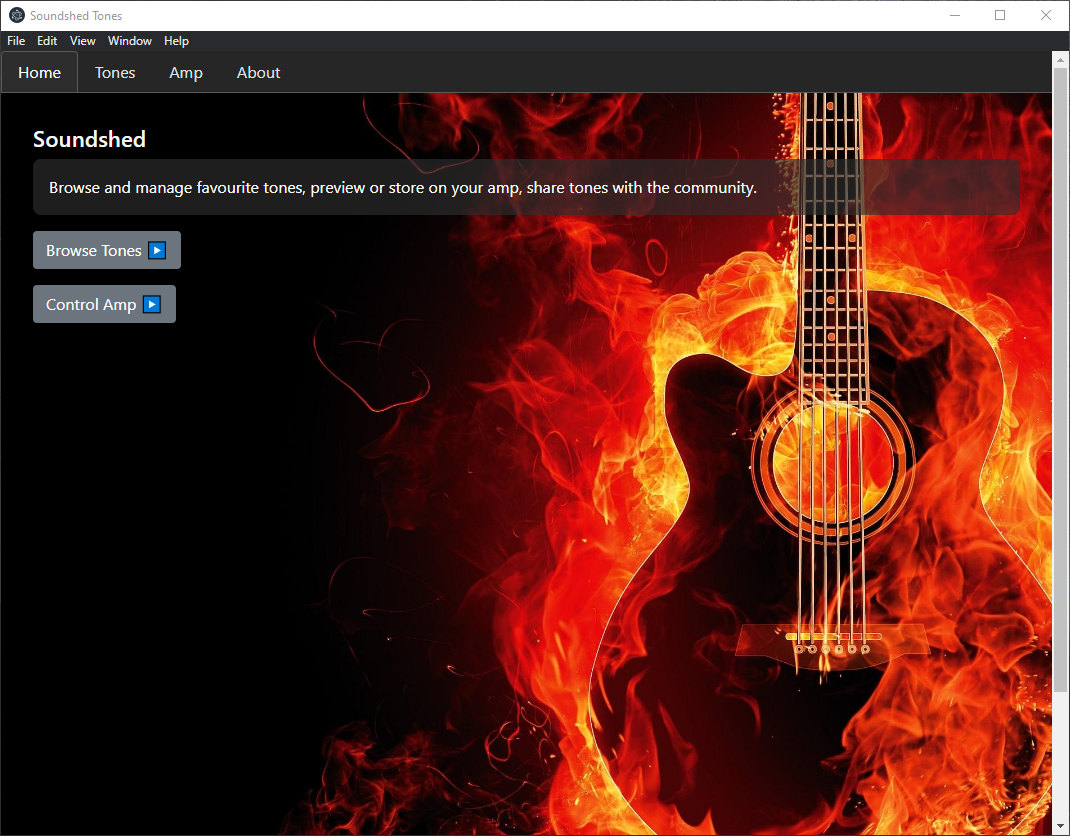 Soundshed Tones
File Edit View Window Help
Home Tones Amp About
Soundshed
Browse and manage favourite tones, preview or store on your amp, share tones with the community.
Browse Tones
Control Amp